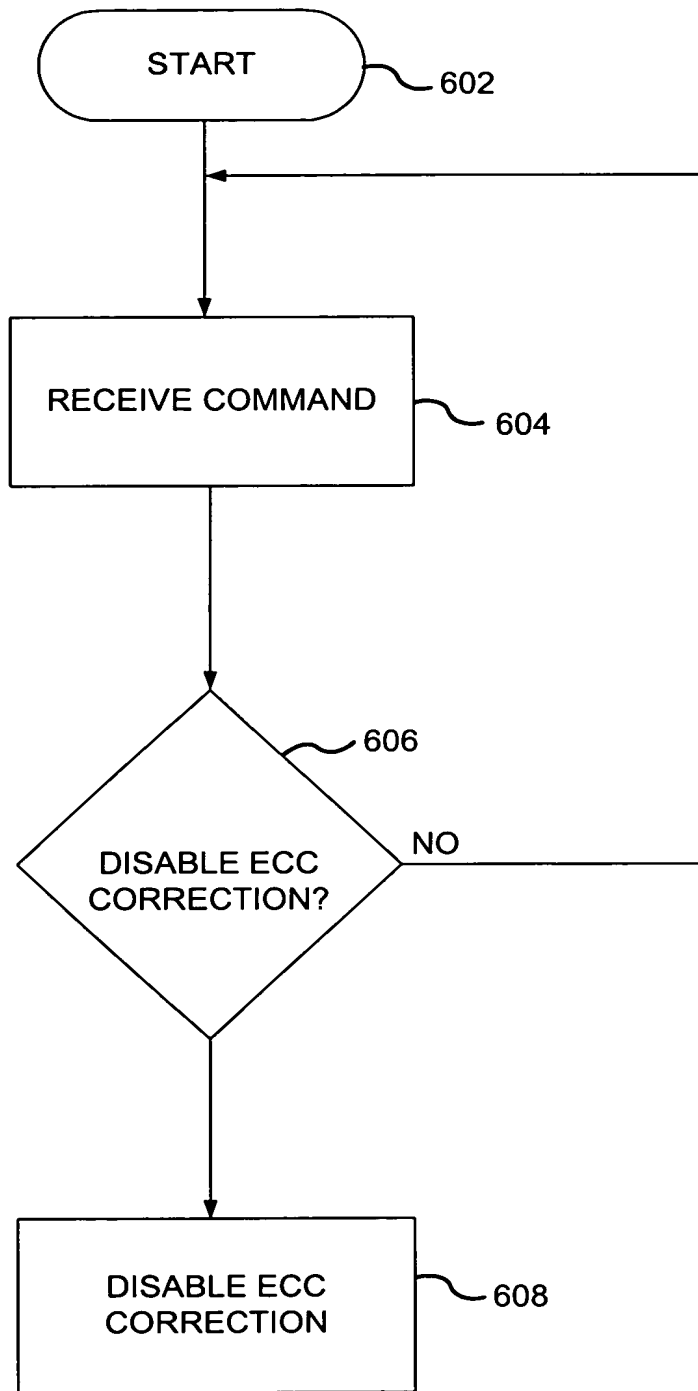 START
602
RECEIVE COMMAND
604
606
DISABLE ECC
CORRECTION?
NO
DISABLE ECC
CORRECTION
608